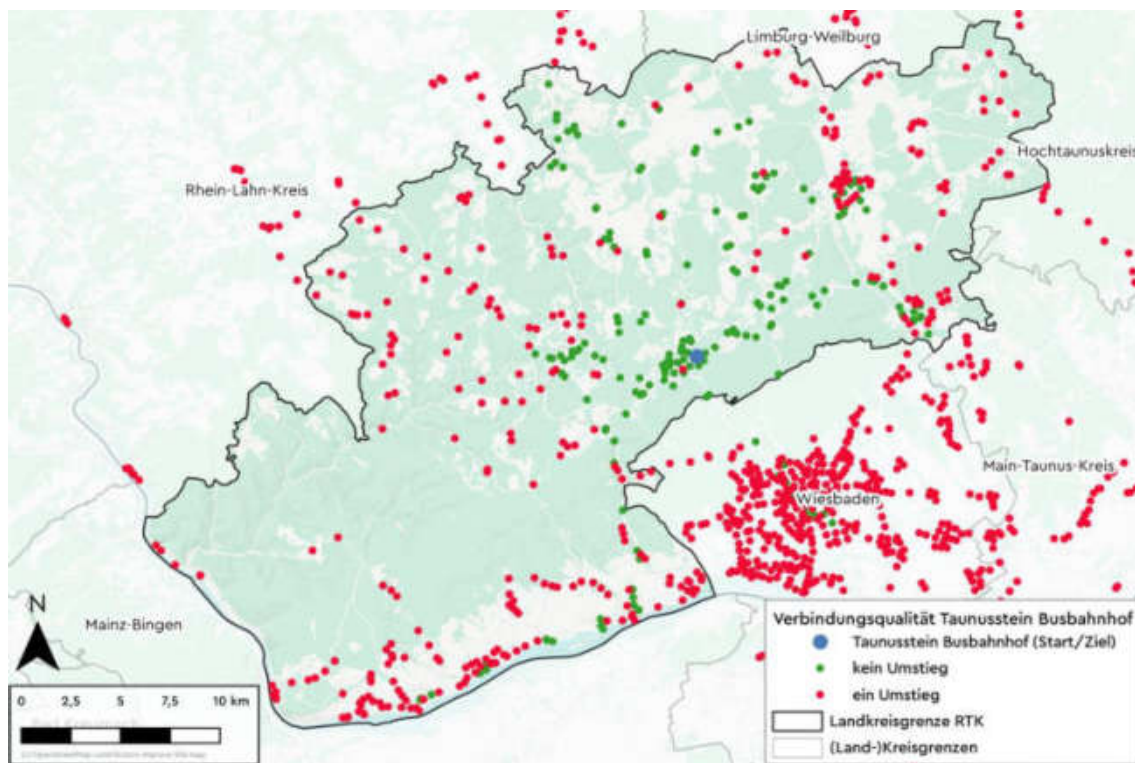 Limburg-Weilburg
Hochtaunuskreis
Rhein-Lahn-Kreis
Main-Taunus-Kreis
Wiesbaden
Mainz-Bingen
N
0 2,5 5 7,5 10 km
Verbindungsqualität Taunusstein Busbahnhof
Taunusstein Busbahnhof (Start/Ziel)
kein Umstieg
ein Umstieg
Landkreisgrenze RTK
(Land-)Kreisgrenzen